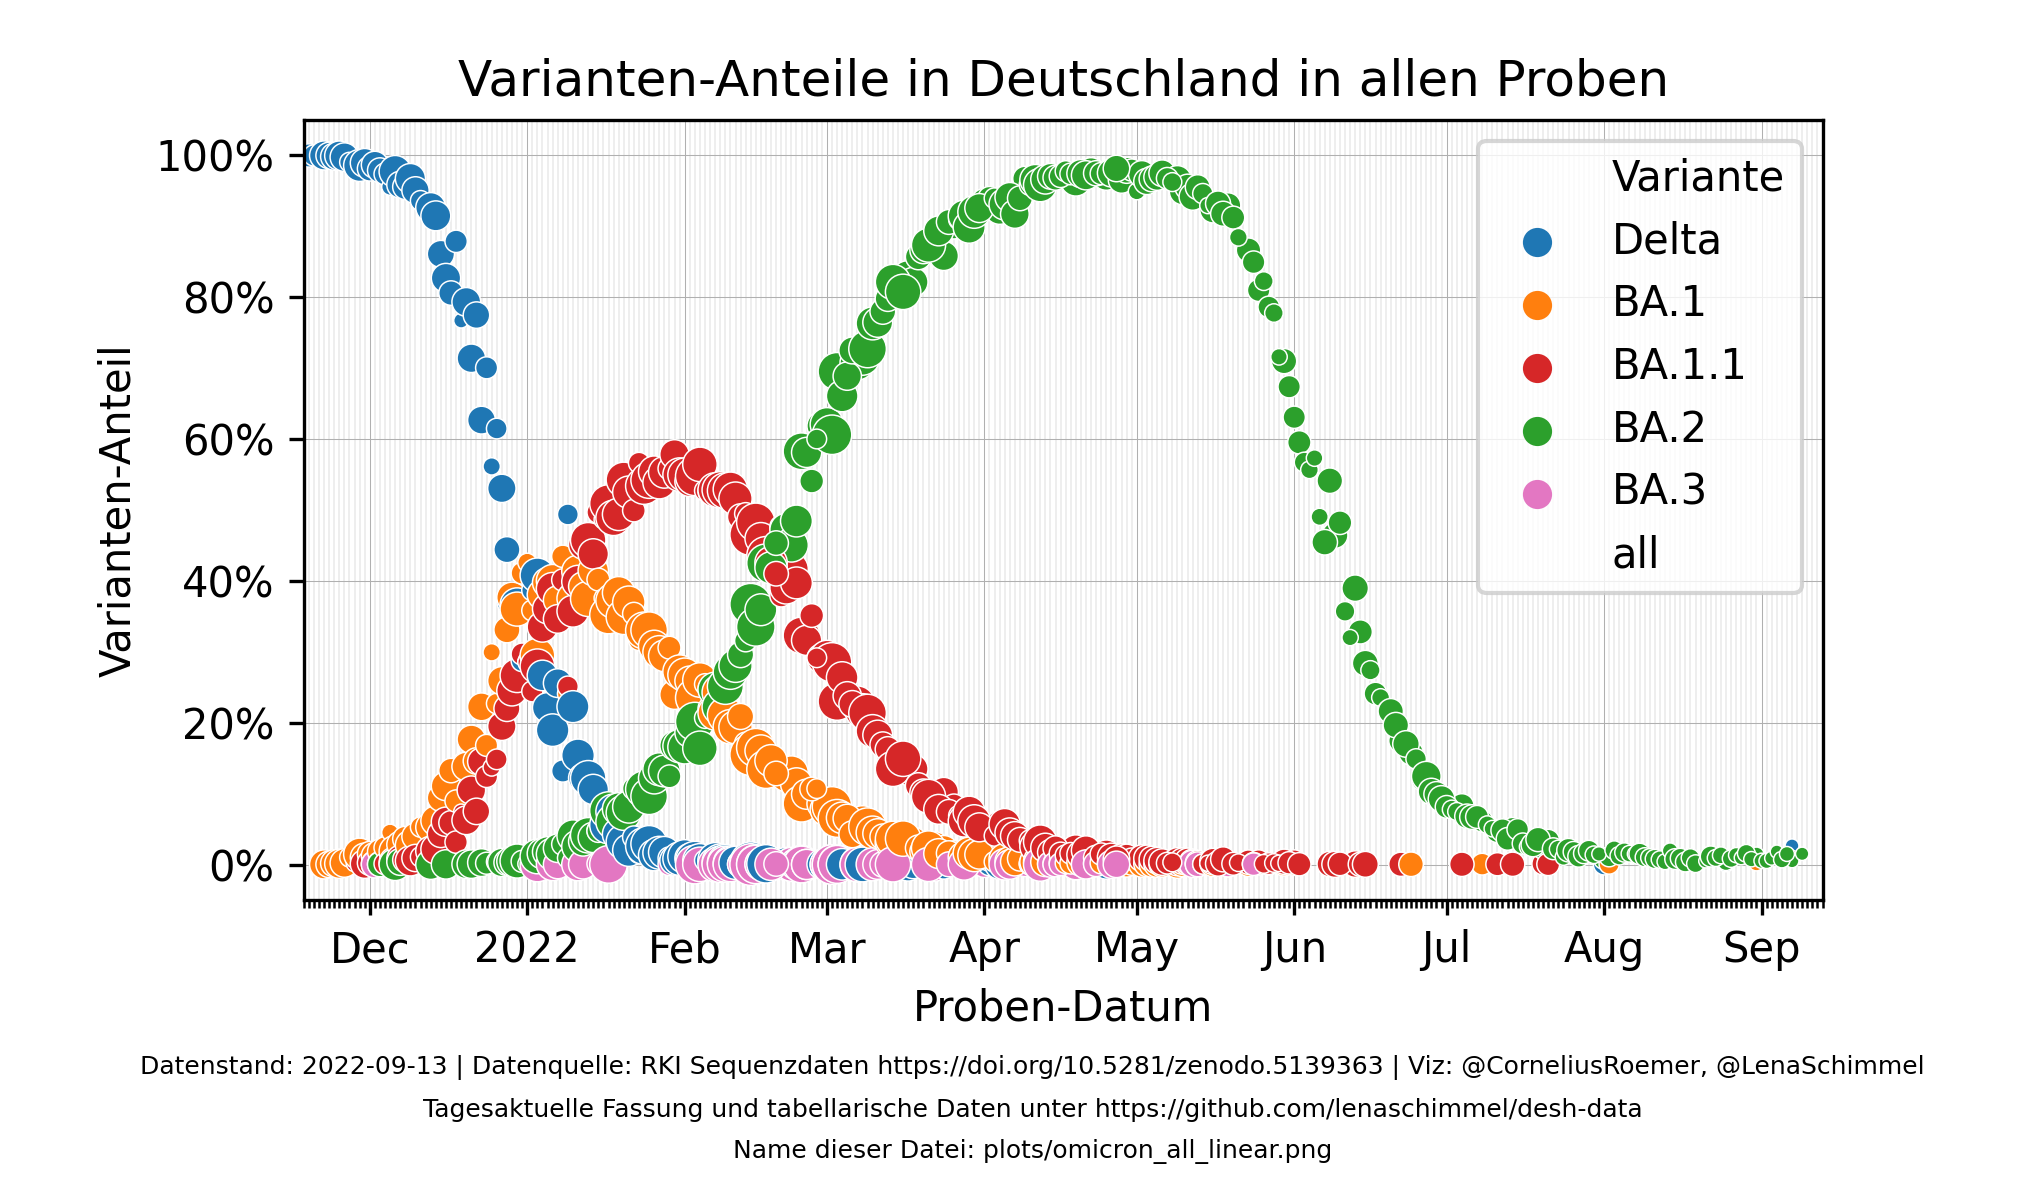 Varianten-Anteile in Deutschland in allen Proben
Varianten-Anteil
100%
80%
60%
40%
20%
0%
Variante
Delta
BA.1
BA.1.1
BA.2
BA.3
all
Dec 2022 Feb Mar Apr May Jun Jul Aug Sep
Proben-Datum
Datenstand: 2022-09-13 | Datenquelle: RKI Sequenzdaten https://doi.org/10.5281/zenodo.5139363 | Viz: @CorneliusRoemer, @LenaSchimmel
Tagesaktuelle Fassung und tabellarische Daten unter https://github.com/lenaschimmel/desh-data
Name dieser Datei: plots/omicron_all_linear.png